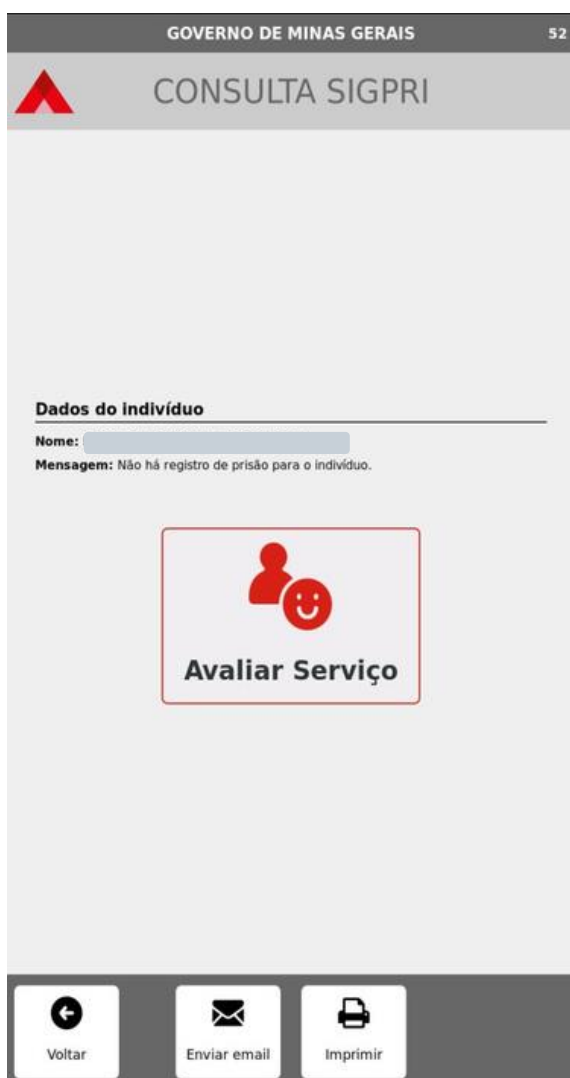 GOVERNO DE MINAS GERAIS 52
CONSULTA SIGPRI
Dados do indivíduo
Nome:
Mensagem: Não há registro de prisão para o indivíduo.
Avaliar Serviço
Voltar Enviar email Imprimir